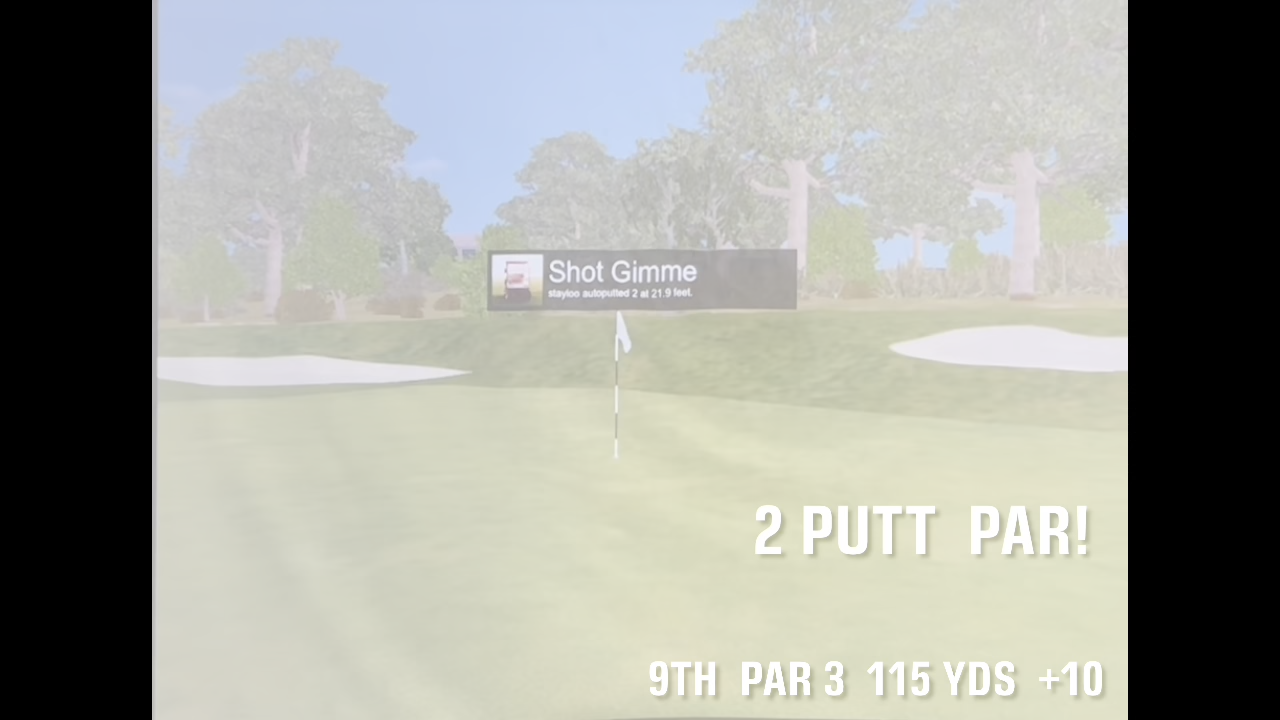 Shot Gimme
stayloo autoputted 2 at 21.9 feet.
2 PUTT PAR!
9TH PAR 3 115 YDS +10